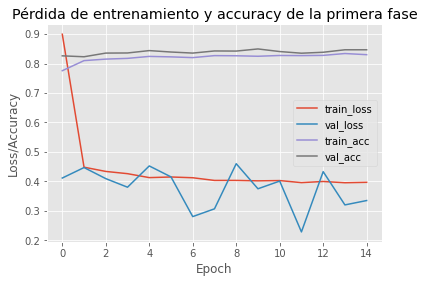 Pérdida de entrenamiento y accuracy de la primera fase
0.9
0.8
0.7
0.6
0.5
0.4
0.3
0.2
Loss/Accuracy
train_loss
val_loss
train_acc
val_acc
0 2 4 6 8 10 12 14
Epoch